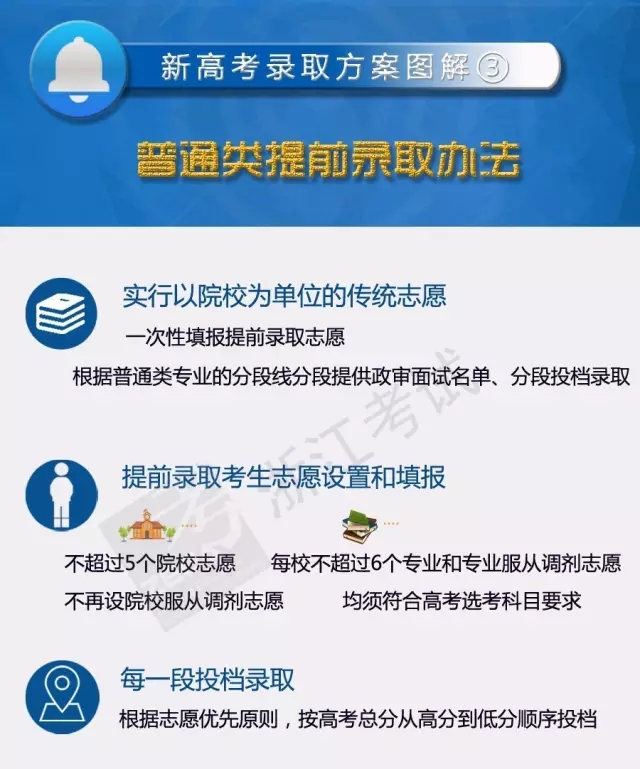 新高考录取方案图解③
普通类提前录取办法
实行以院校为单位的传统志愿
一次性填报提前录取志愿
根据普通类专业的分段线分段提供政审面试名单、分段投档录取
浙江考试
提前录取考生志愿设置和填报
不超过5个院校志愿
每校不超过6个专业和专业服从调剂志愿
不再设院校服从调剂志愿
均须符合高考选考科目要求
每一段投档录取
根据志愿优先原则，按高考总分从高分到低分顺序投档